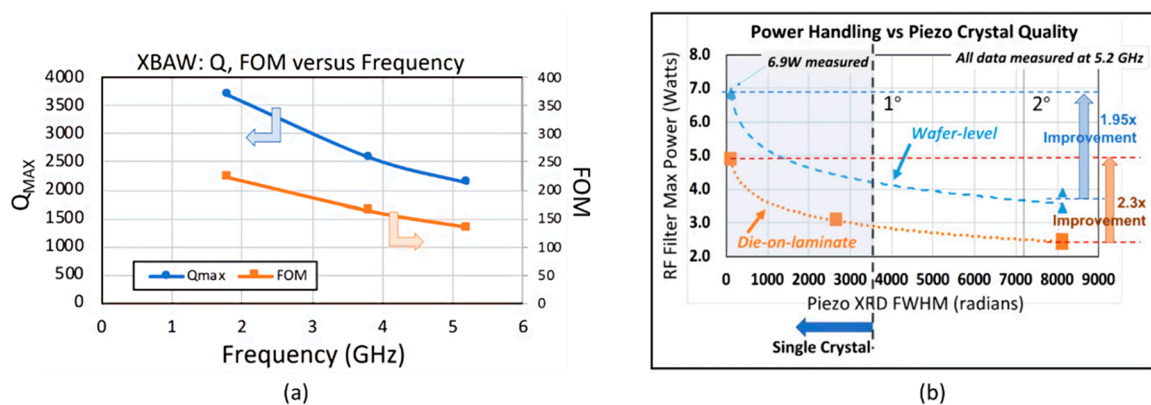 XBAW: Q, FOM versus Frequency
4000
3500
3000
2500
2000
1500
1000
500
0
Q_MAX
400
350
300
250
200
150
100
50
0
FOM
Qmax
FOM
0 1 2 3 4 5 6
Frequency (GHz)
(a)
Power Handling vs Piezo Crystal Quality
8.0
7.0
6.0
5.0
4.0
3.0
2.0
RF Filter Max Power (Watts)
6.9W measured
All data measured at 5.2 GHz
1°
2°
1.95x
Improvement
Wafer-level
2.3x
Improvement
Die-on-laminate
0 1000 2000 3000 4000 5000 6000 7000 8000 9000
Piezo XRD FWHM (radians)
Single Crystal
(b)